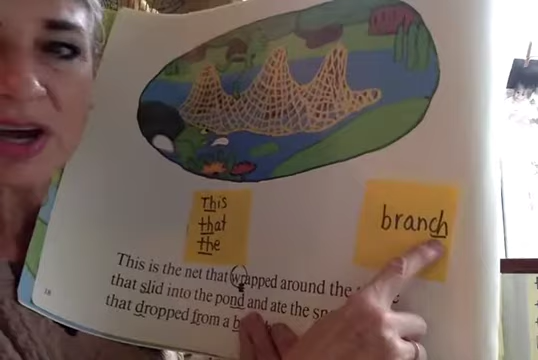 This
that
the
branch
This is the net that wrapped around the
that slid into the pond and ate the
that dropped from a
18